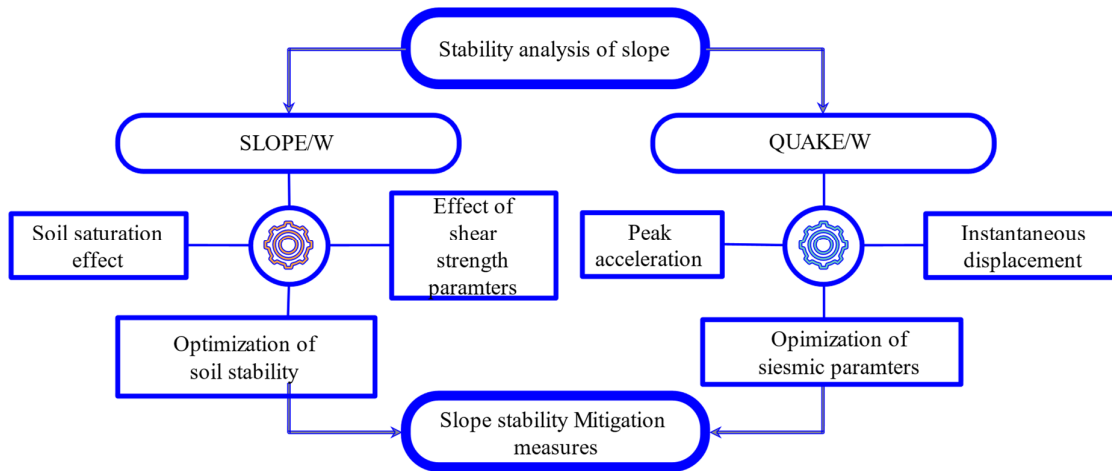 Stability analysis of slope
SLOPE/W
QUAKE/W
Soil saturation
effect
Effect of
shear
strength
paramters
Peak
acceleration
Instantaneous
displacement
Optimization of
soil stability
Opimization of
siesmic paramters
Slope stability Mitigation
measures